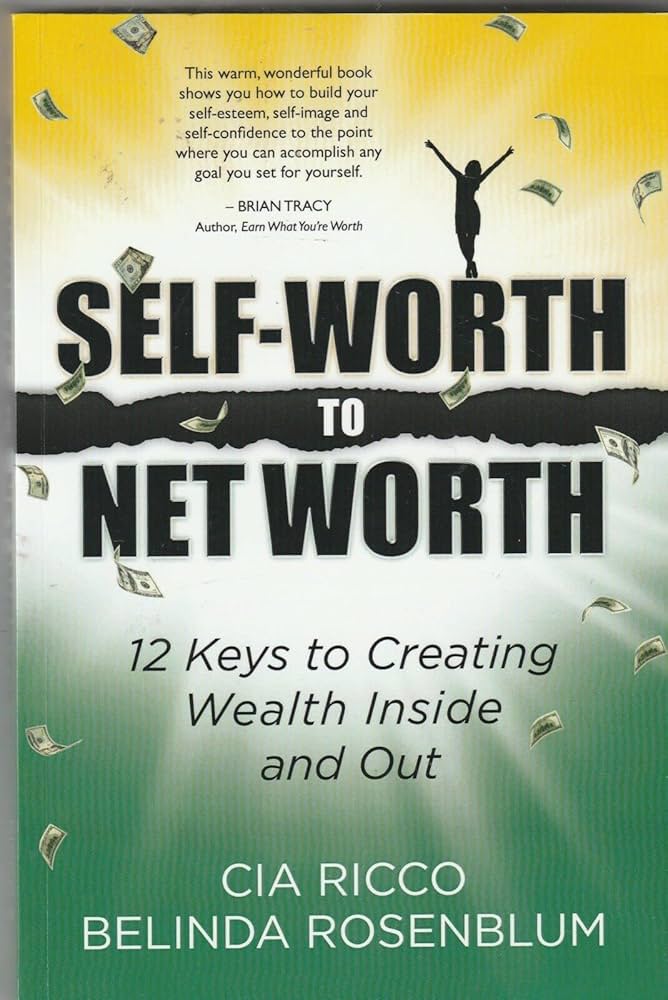 This warm, wonderful book
shows you how to build your
self-esteem, self-image and
self-confidence to the point
where you can accomplish any
goal you set for yourself.
– BRIAN TRACY
Author, Earn What You're Worth
SELF-WORTH
TO
NET WORTH
12 Keys to Creating
Wealth Inside
and Out
CIA RICCO
BELINDA ROSENBLUM